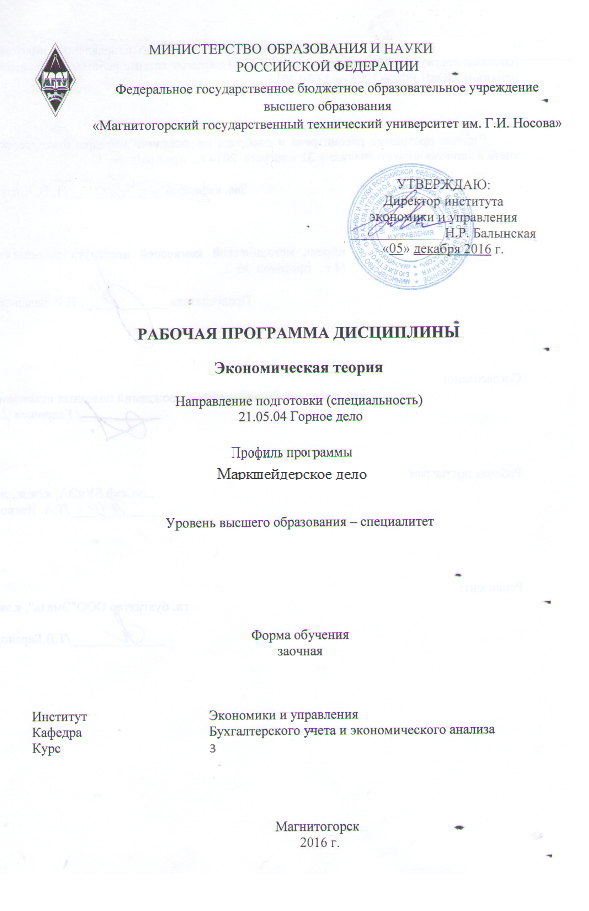 МИНИСТЕРСТВО ОБРАЗОВАНИЯ И НАУКИ
РОССИЙСКОЙ ФЕДЕРАЦИИ
Федеральное государственное бюджетное образовательное учреждение
высшего образования
«Магнитогорский государственный технический университет им. Г.И. Носова»
МГТУ
УТВЕРЖДАЮ:
Директор института
экономики и управления
Н.Р. Балынская
«05» декабря 2016 г.
РАБОЧАЯ ПРОГРАММА ДИСЦИПЛИНЫ
Экономическая теория
Направление подготовки (специальность)
21.05.04 Горное дело
Профиль программы
Маркшейдерское дело
Уровень высшего образования – специалитет
Форма обучения
заочная
Институт Экономики и управления
Кафедра Бухгалтерского учета и экономического анализа
Курс 3
Магнитогорск
2016 г.